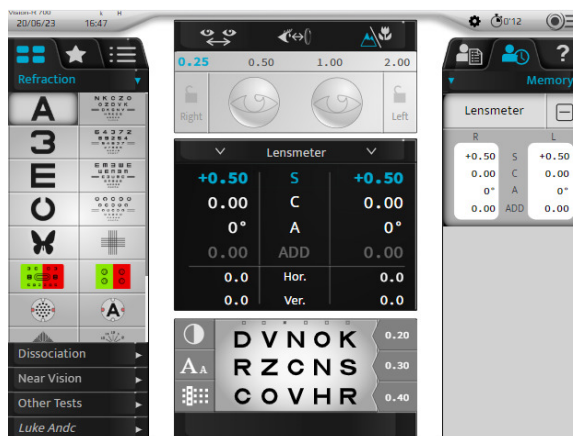 Vision-R 700
20/06/23 16:47
0'12
Refraction
Memory
0.25 0.50 1.00 2.00
Right Left
A
N K C Z O
3
E
Lensmeter
+0.50 S +0.50
0.00 C 0.00
0° A 0°
0.00 ADD 0.00
0.0 Hor. 0.0
0.0 Ver. 0.0
Lensmeter
R L
+0.50 S +0.50
0.00 C 0.00
0° A 0°
0.00 ADD 0.00
A
A A
D V N O K 0.20
R Z C N S 0.30
C O V H R 0.40
Dissociation
Near Vision
Other Tests
Luke Andc